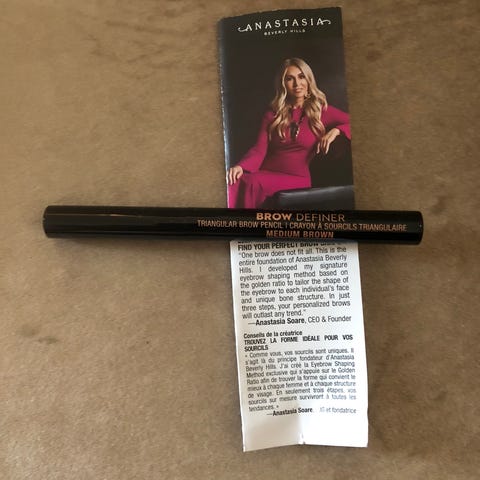 ANASTASIA
BEVERLY HILLS
BROW DEFINER
TRIANGULAR BROW PENCIL | CRAYON À SOURCILS TRIANGULAIRE
MEDIUM BROWN
FIND YOUR PERFECT BROW
"One brow does not fit all. This is the
entire foundation of Anastasia Beverly
Hills. I developed my signature
eyebrow shaping method based on
the golden ratio to tailor the shape of
the eyebrow to each individual's face
and unique bone structure. In just
three steps, your personalized brows
will outlast any trend."
—Anastasia Soare, CEO & Founder
Conseils de la créatrice
TROUVEZ LA FORME IDÉALE POUR VOS
SOURCILS
« Comme vous, vos sourcils sont uniques. Il
s'agit là du principe fondateur d'Anastasia
Beverly Hills. J'ai créé la Eyebrow Shaping
Method exclusive qui s'appuie sur le Golden
Ratio afin de trouver la forme qui convient le
mieux à chaque femme et à chaque structure
de visage. En seulement trois étapes, vos
sourcils sur mesure survivront à toutes les
tendances. »
—Anastasia Soare, et fondatrice